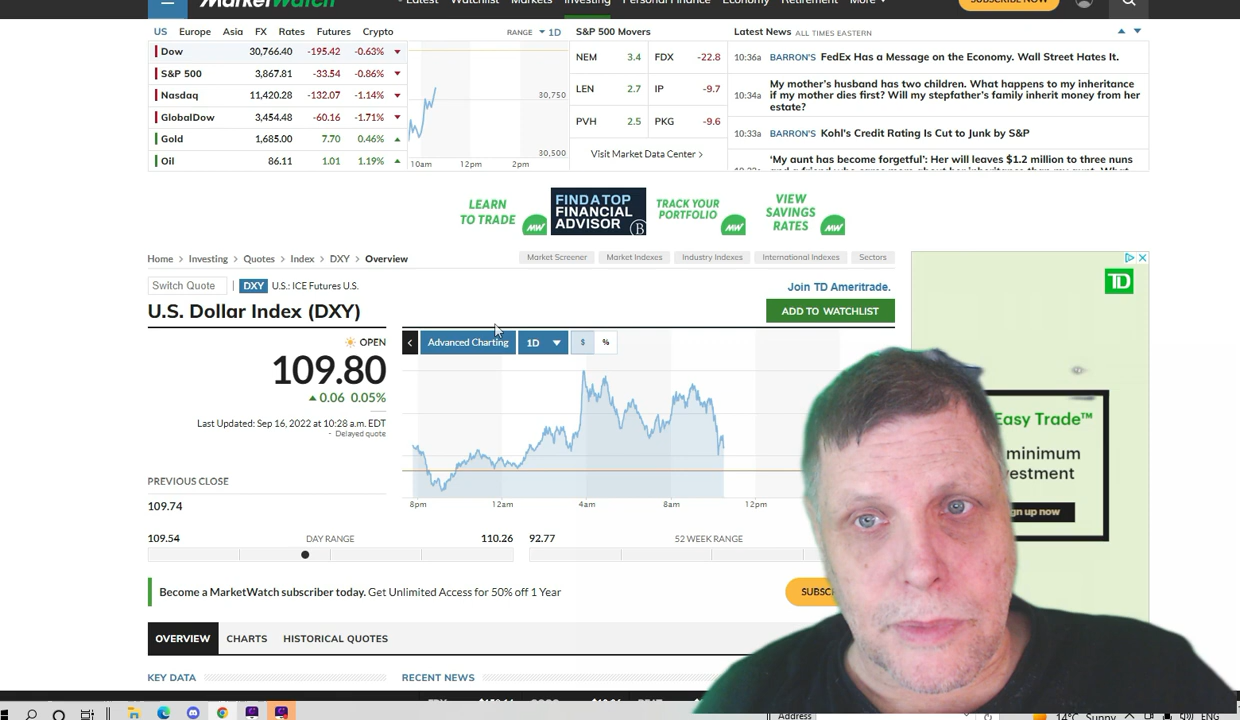 MarketWatch
Latest Watchlist Markets Investing Personal Finance Economy Retirement More
SUBSCRIBE NOW
US Europe Asia FX Rates Futures Crypto
RANGE 1D
Dow 30,766.40 -195.42 -0.63%
S&P 500 3,867.81 -33.54 -0.86%
Nasdaq 11,420.28 -132.07 -1.14%
GlobalDow 3,454.48 -60.16 -1.71%
Gold 1,685.00 7.70 0.46%
Oil 86.11 1.01 1.19%
30,750
30,500
10am 12pm 2pm
S&P 500 Movers
NEM 3.4 FDX -22.8
LEN 2.7 IP -9.7
PVH 2.5 PKG -9.6
Visit Market Data Center >
Latest News ALL TIMES EASTERN
10:36a BARRON'S FedEx Has a Message on the Economy. Wall Street Hates It.
10:34a My mother's husband has two children. What happens to my inheritance
if my mother dies first? Will my stepfather's family inherit money from her
estate?
10:33a BARRON'S Kohl's Credit Rating Is Cut to Junk by S&P
'My aunt has become forgetful': Her will leaves $1.2 million to three nuns
LEARN
TO TRADE
MW
FIND A TOP
FINANCIAL
ADVISOR
B
TRACK YOUR
PORTFOLIO
MW
VIEW
SAVINGS
RATES
MW
Home > Investing > Quotes > Index > DXY > Overview
Market Screener Market Indexes Industry Indexes International Indexes Sectors
Switch Quote | DXY U.S.: ICE Futures U.S.
Join TD Ameritrade.
U.S. Dollar Index (DXY)
ADD TO WATCHLIST
TD
OPEN
109.80
0.06 0.05%
Last Updated: Sep 16, 2022 at 10:28 a.m. EDT
- Delayed quote
< Advanced Charting 1D $ %
8pm 12am 4am 8am 12pm
PREVIOUS CLOSE
109.74
109.54 DAY RANGE 110.26
92.77 52 WEEK RANGE
Easy Trade™
minimum
Become a MarketWatch subscriber today. Get Unlimited Access for 50% off 1 Year
OVERVIEW CHARTS HISTORICAL QUOTES
KEY DATA
RECENT NEWS
Address
14°C Sunny
ENG